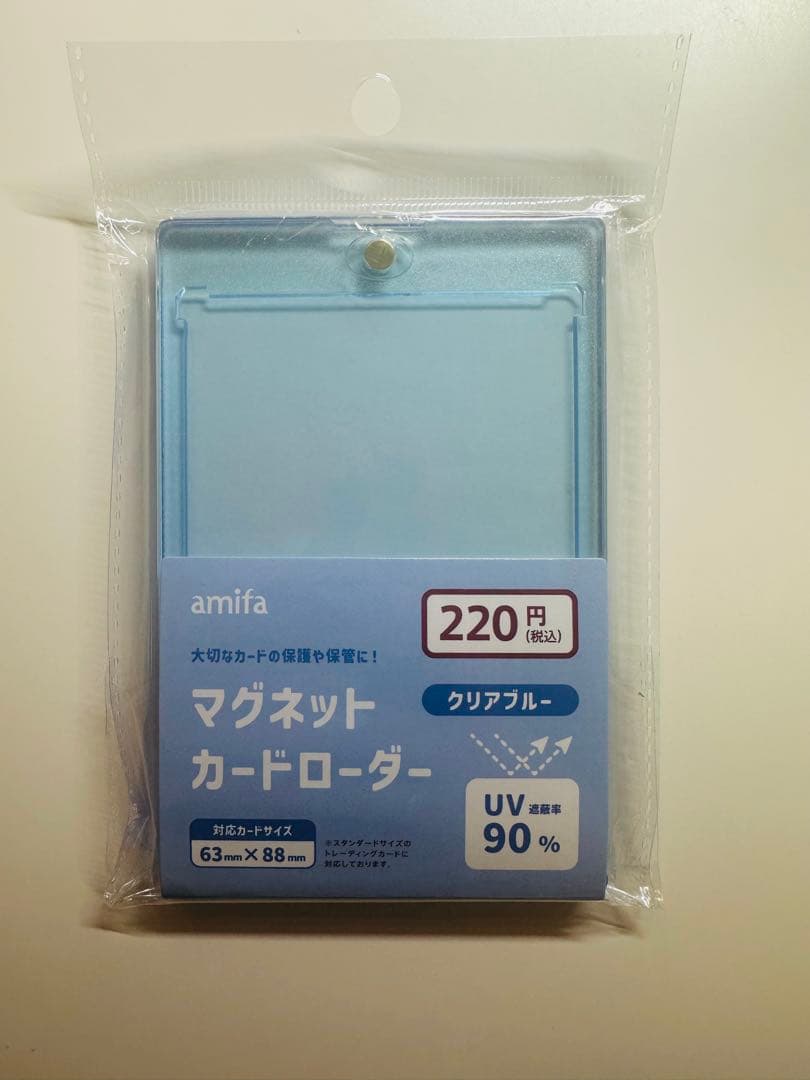 amifa
220円(税込)
大切なカードの保護や保管に!
クリアブルー
マグネット
カードローダー
UV遮蔽率
90%
対応カードサイズ
63mm×88mm
※スタンダードサイズの
トレーディングカードに
対応しております。